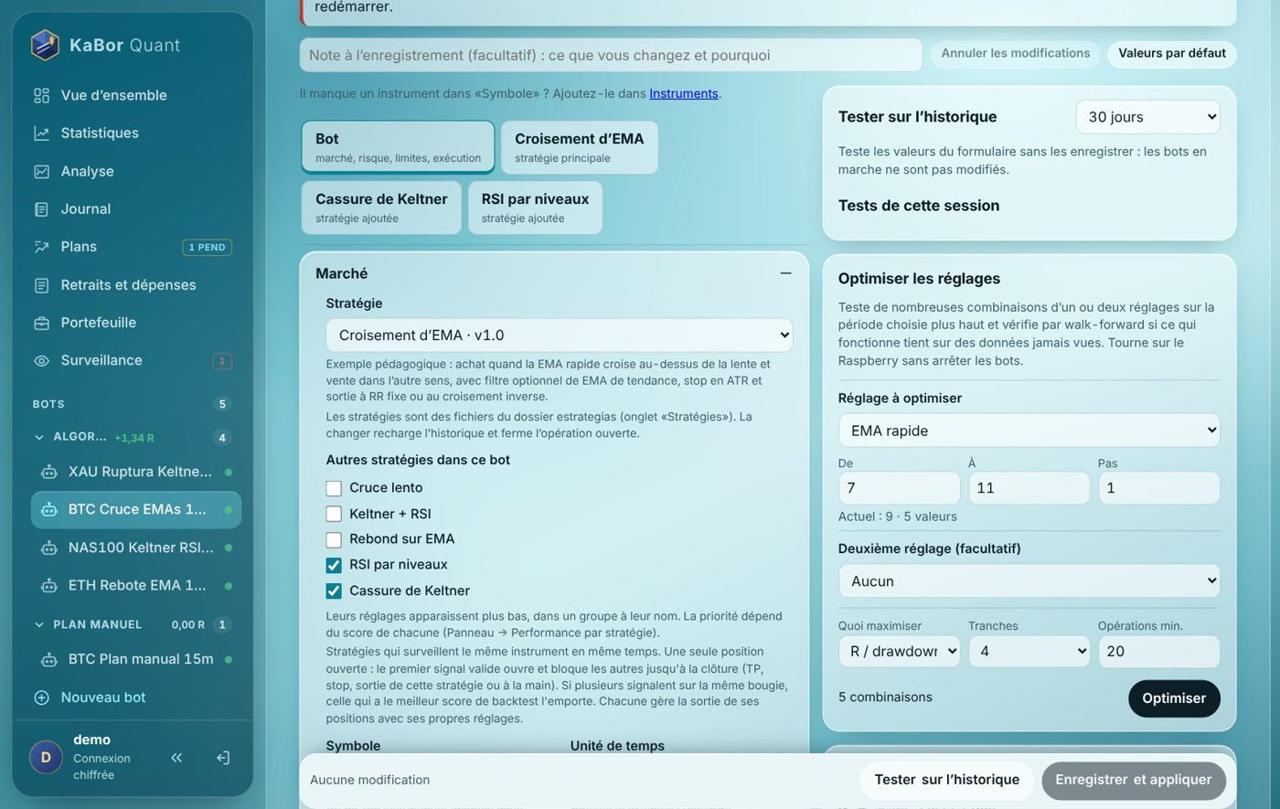 KaBor Quant
Vue d’ensemble
Statistiques
Analyse
Journal
Plans
1 PEND
Retraits et dépenses
Portefeuille
Surveillance
1
BOTS
5
ALGOR… +1,34 R
4
XAU Ruptura Keltne…
BTC Cruce EMAs 1…
NAS100 Keltner RSI…
ETH Rebote EMA 1…
PLAN MANUEL
0,00 R
1
BTC Plan manual 15m
Nouveau bot
D
demo
Connexion
chiffrée
redémarrer.
Note à l’enregistrement (facultatif) : ce que vous changez et pourquoi
Annuler les modifications
Valeurs par défaut
Il manque un instrument dans «Symbole» ? Ajoutez-le dans Instruments.
Bot
marché, risque, limites, exécution
Croisement d’EMA
stratégie principale
Cassure de Keltner
stratégie ajoutée
RSI par niveaux
stratégie ajoutée
Marché
Stratégie
Croisement d’EMA · v1.0
Exemple pédagogique : achat quand la EMA rapide croise au-dessus de la lente et
vente dans l’autre sens, avec filtre optionnel de EMA de tendance, stop en ATR et
sortie à RR fixe ou au croisement inverse.
Les stratégies sont des fichiers du dossier estrategias (onglet «Stratégies»). La
changer recharge l’historique et ferme l’opération ouverte.
Autres stratégies dans ce bot
Cruce lento
Keltner + RSI
Rebond sur EMA
RSI par niveaux
Cassure de Keltner
Leurs réglages apparaissent plus bas, dans un groupe à leur nom. La priorité dépend
du score de chacune (Panneau → Performance par stratégie).
Stratégies qui surveillent le même instrument en même temps. Une seule position
ouverte : le premier signal valide ouvre et bloque les autres jusqu'à la clôture (TP,
stop, sortie de cette stratégie ou à la main). Si plusieurs signalent sur la même bougie,
celle qui a le meilleur score de backtest l'emporte. Chacune gère la sortie de ses
positions avec ses propres réglages.
Symbole
Unité de temps
Tester sur l’historique
30 jours
Teste les valeurs du formulaire sans les enregistrer : les bots en
marche ne sont pas modifiés.
Tests de cette session
Optimiser les réglages
Teste de nombreuses combinaisons d’un ou deux réglages sur la
période choisie plus haut et vérifie par walk-forward si ce qui
fonctionne tient sur des données jamais vues. Tourne sur le
Raspberry sans arrêter les bots.
Réglage à optimiser
EMA rapide
De
À
Pas
7
11
1
Actuel : 9 · 5 valeurs
Deuxième réglage (facultatif)
Aucun
Quoi maximiser
Tranches
Opérations min.
R / drawdown
4
20
5 combinaisons
Optimiser
Aucune modification
Tester sur l’historique
Enregistrer et appliquer